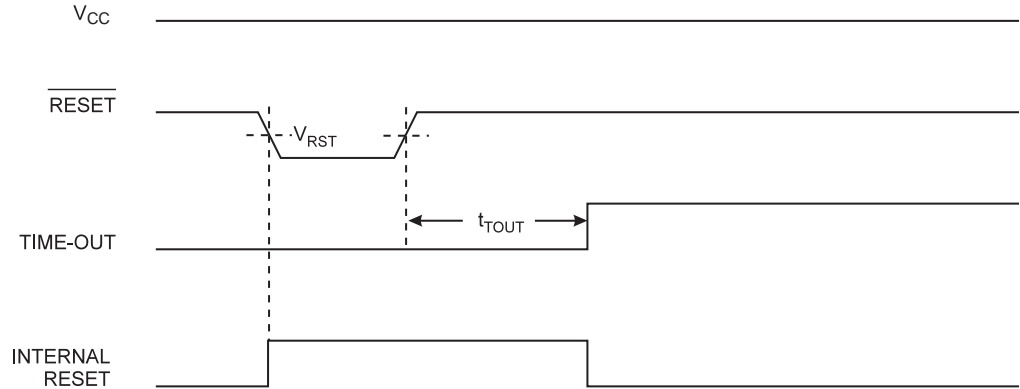 VCC
RESET
VRST
tTOUT
TIME-OUT
INTERNAL
RESET